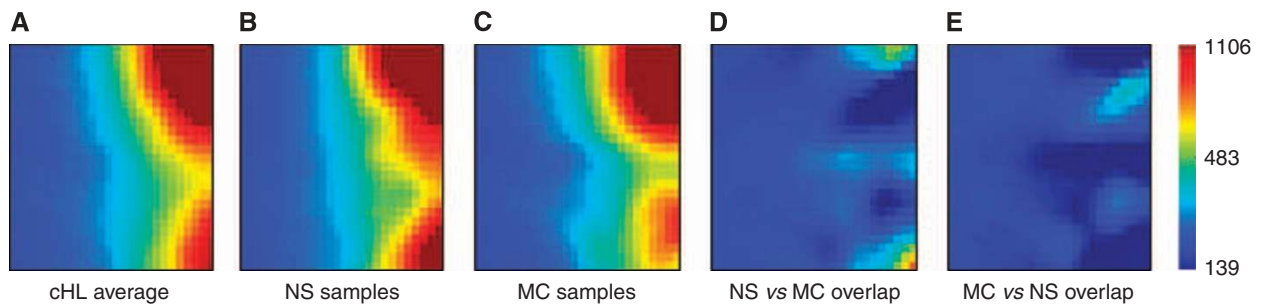 A B C D E
1106
483
139
cHL average NS samples MC samples NS vs MC overlap MC vs NS overlap